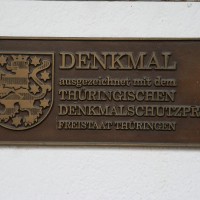 DENKMAL
ausgezeichnet mit dem
THÜRINGISCHEN
DENKMALSCHUTZPR
FREISTAAT THÜRINGEN